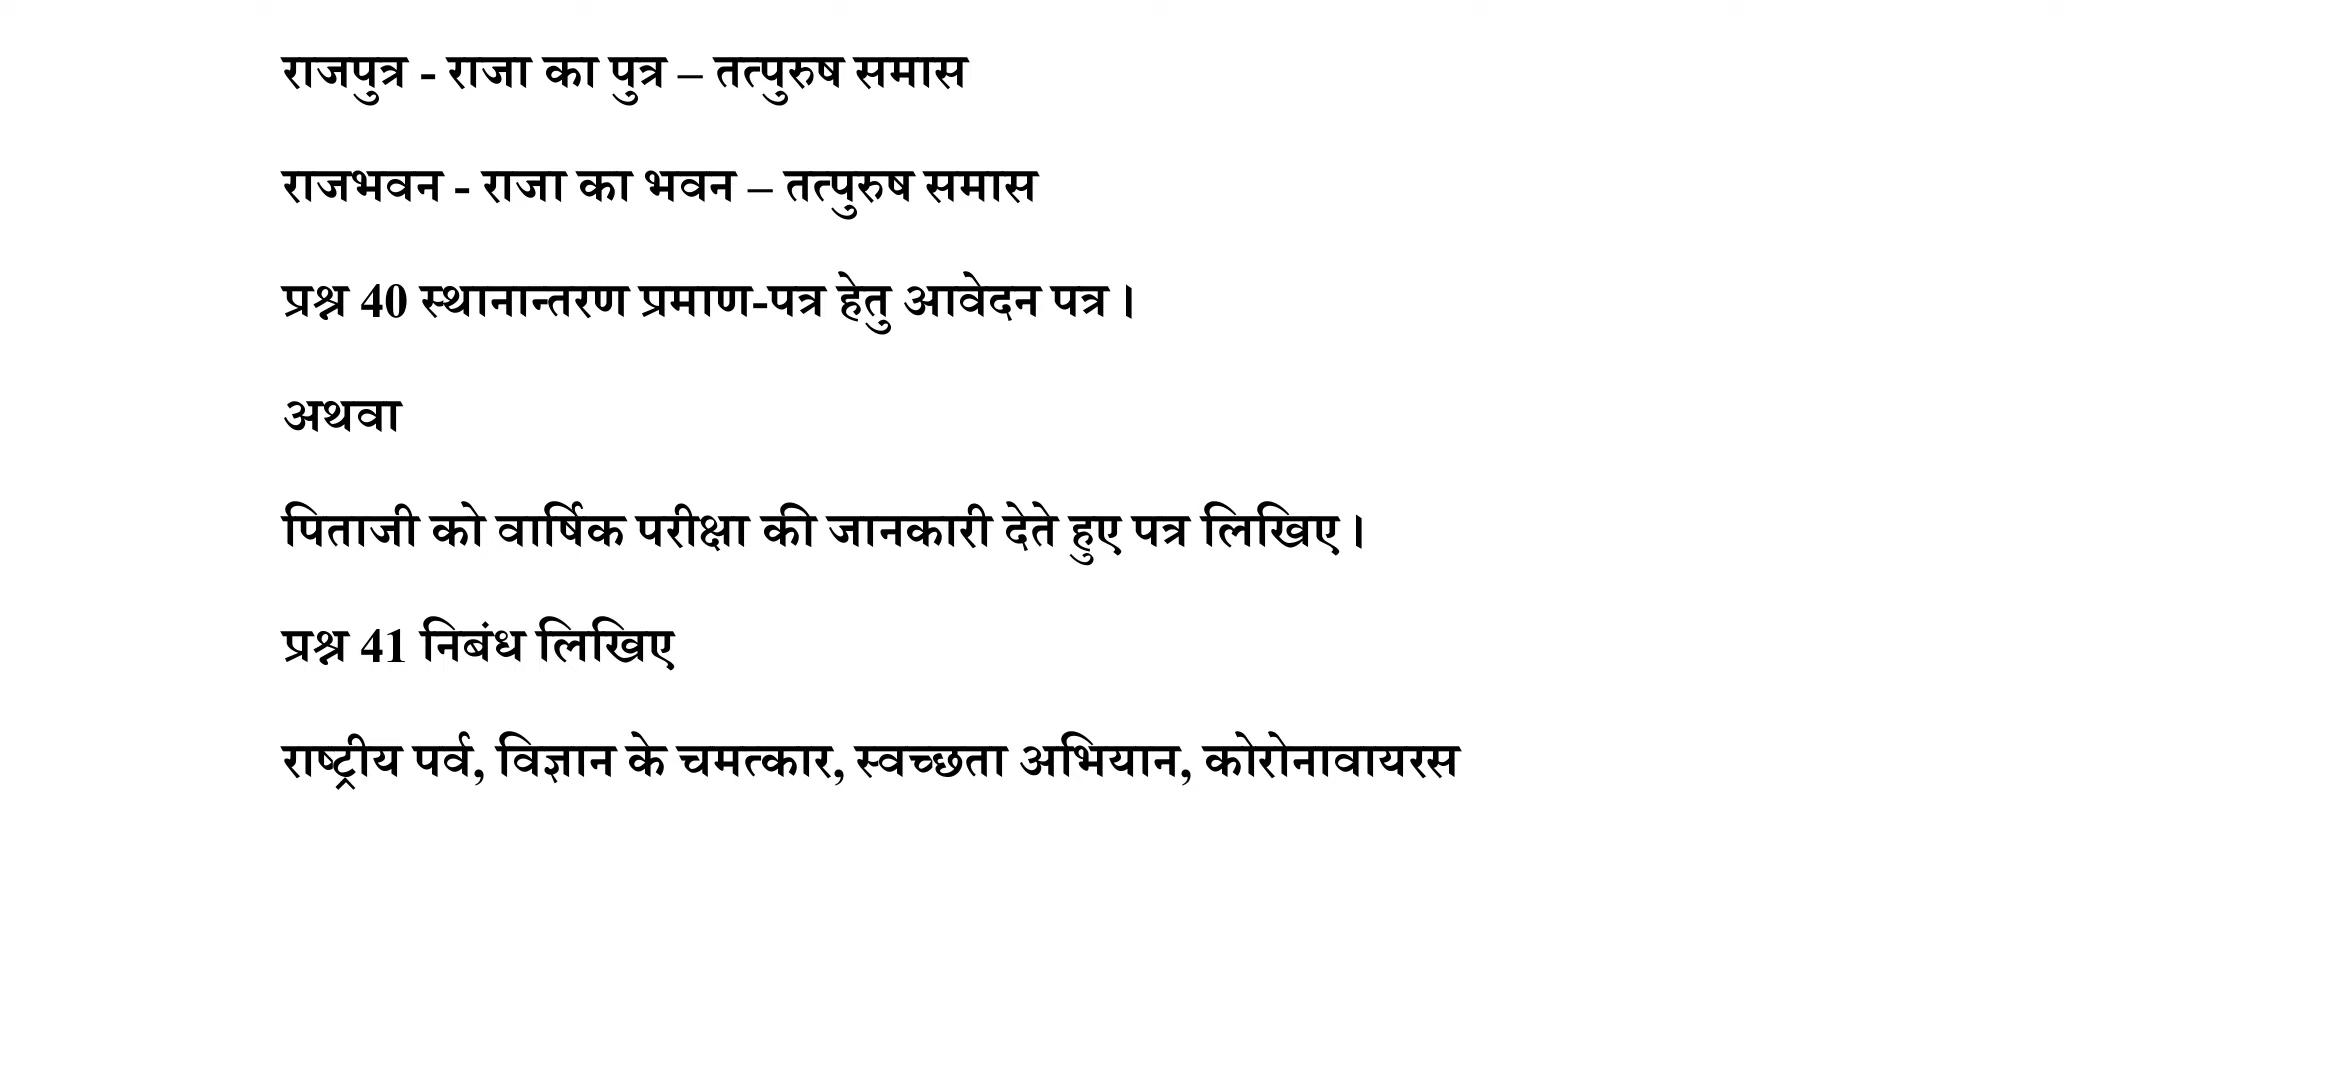 राजपुत्र - राजा का पुत्र – तत्पुरुष समास
राजभवन - राजा का भवन – तत्पुरुष समास
प्रश्न 40 स्थानान्तरण प्रमाण-पत्र हेतु आवेदन पत्र ।
अथवा
पिताजी को वार्षिक परीक्षा की जानकारी देते हुए पत्र लिखिए ।
प्रश्न 41 निबंध लिखिए
राष्ट्रीय पर्व, विज्ञान के चमत्कार, स्वच्छता अभियान, कोरोनावायरस